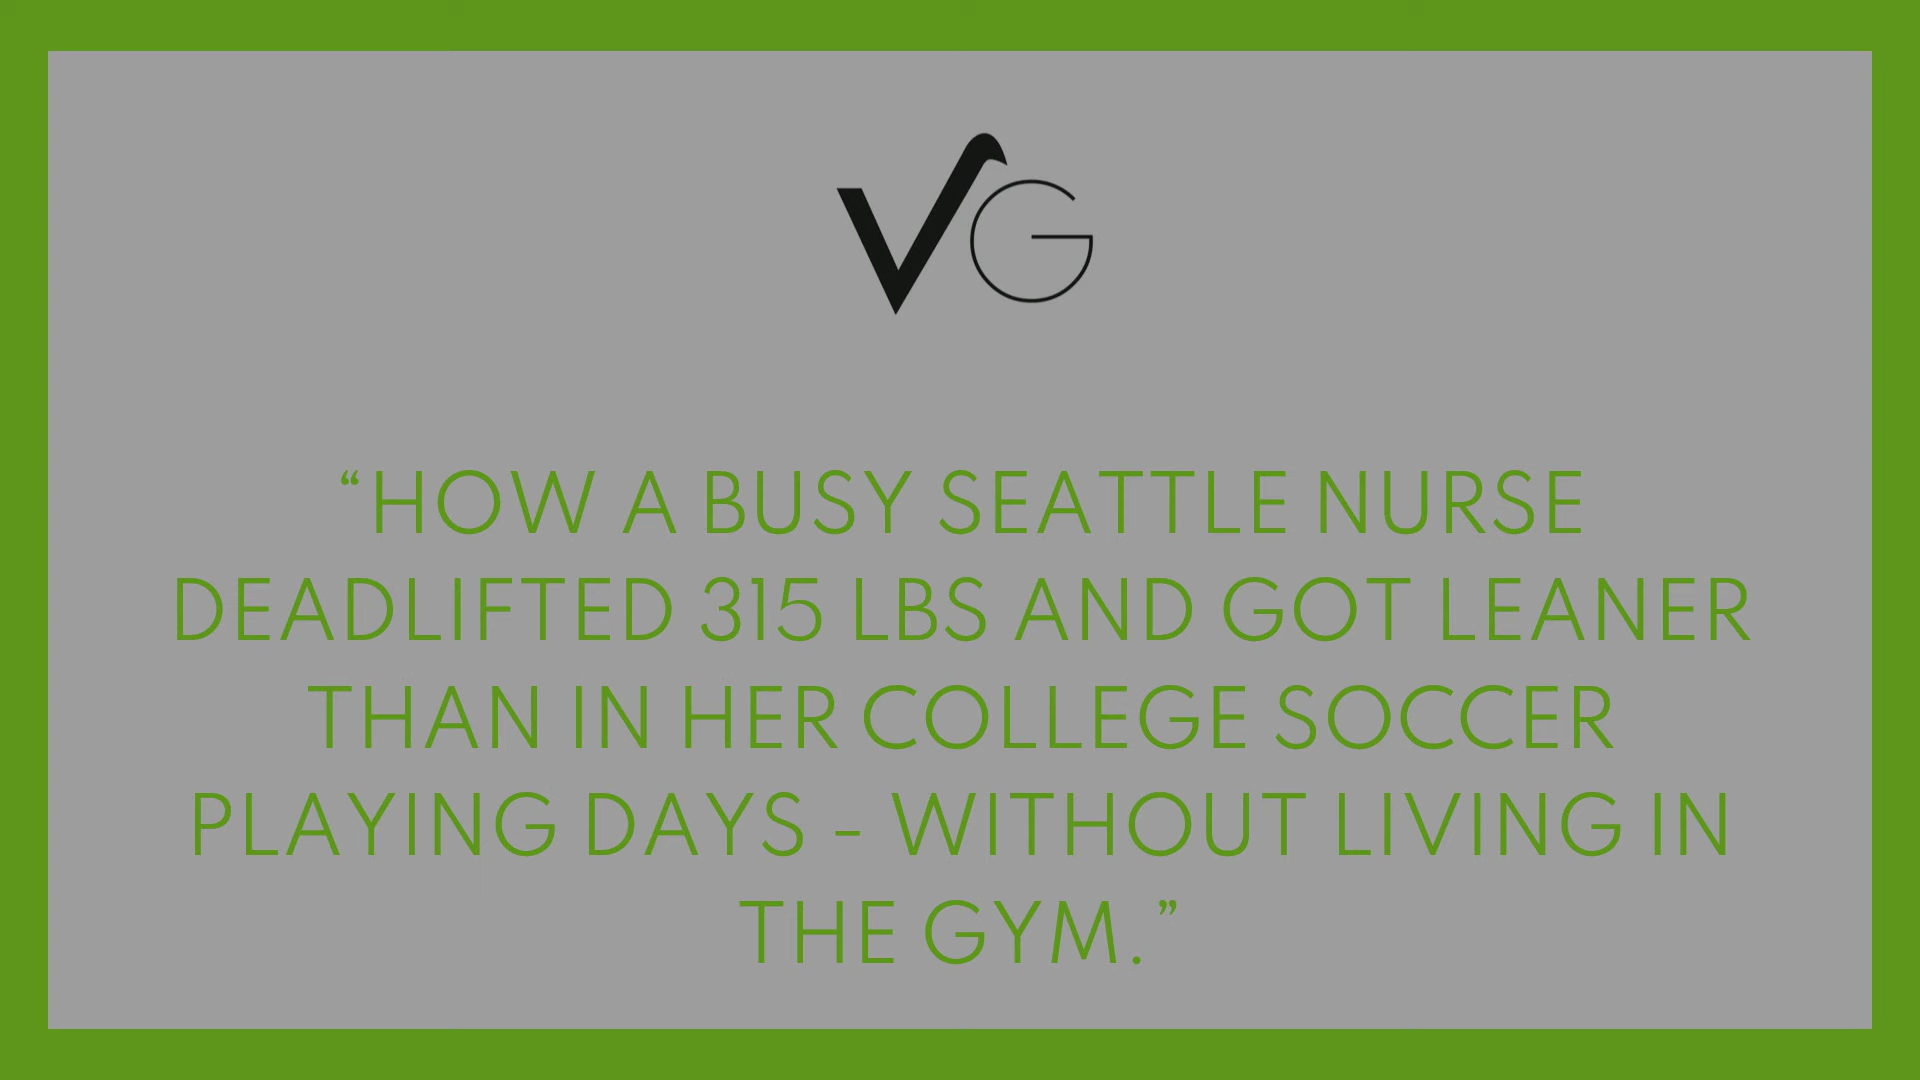 VG
“HOW A BUSY SEATTLE NURSE
DEADLIFTED 315 LBS AND GOT LEANER
THAN IN HER COLLEGE SOCCER
PLAYING DAYS - WITHOUT LIVING IN
THE GYM.”